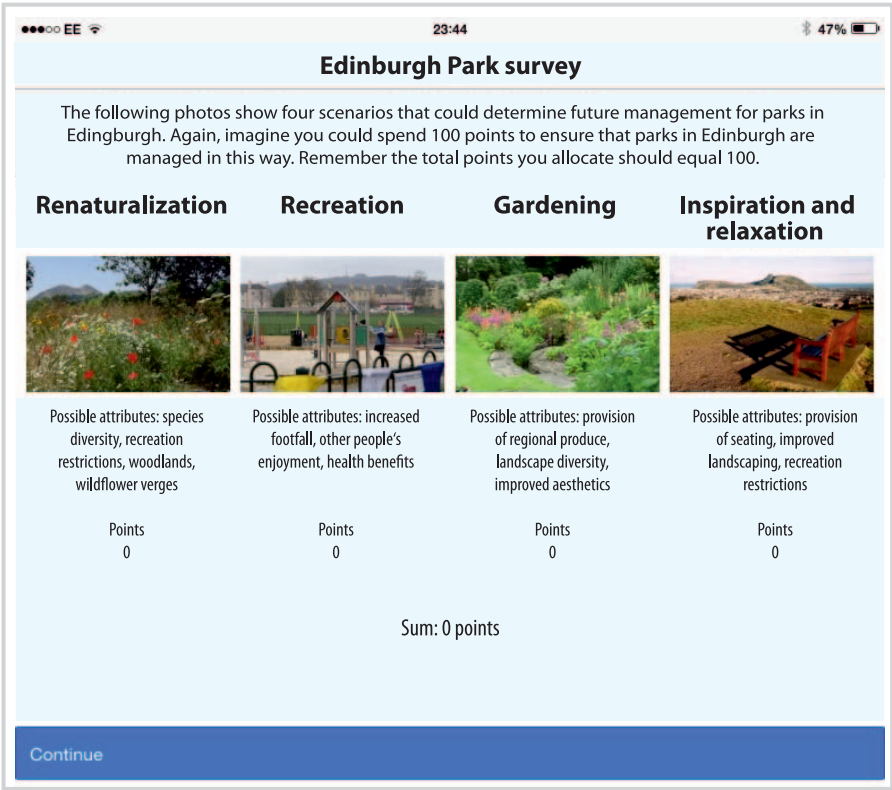 EE 23:44 47%
Edinburgh Park survey
The following photos show four scenarios that could determine future management for parks in
Edingburgh. Again, imagine you could spend 100 points to ensure that parks in Edinburgh are
managed in this way. Remember the total points you allocate should equal 100.
Renaturalization
Recreation
Gardening
Inspiration and
relaxation
Possible attributes: species
diversity, recreation
restrictions, woodlands,
wildflower verges
Points
0
Possible attributes: increased
footfall, other people's
enjoyment, health benefits
Points
0
Possible attributes: provision
of regional produce,
landscape diversity,
improved aesthetics
Points
0
Possible attributes: provision
of seating, improved
landscaping, recreation
restrictions
Points
0
Sum: 0 points
Continue